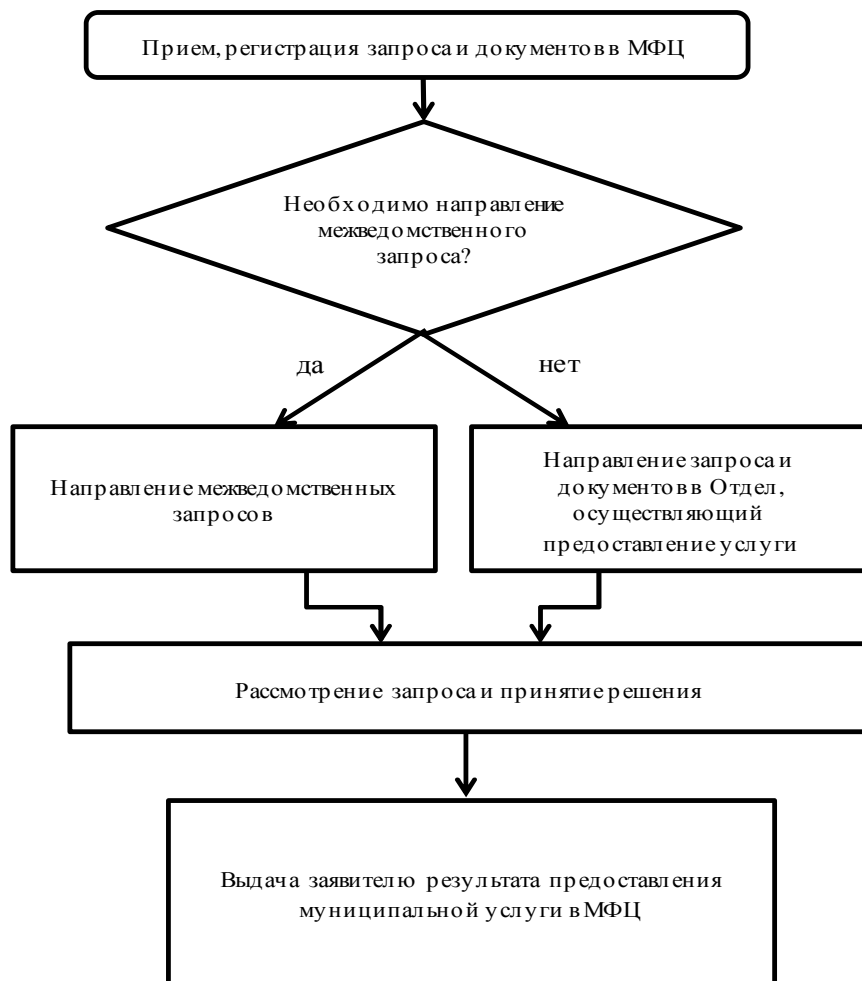 Прием, регистрация запроса и документов в МФЦ
Необходимо направление
межведомственного
запроса?
да
нет
Направление межведомственных
запросов
Направление запроса и
документов в Отдел,
осуществляющий
предоставление услуги
Рассмотрение запроса и принятие решения
Выдача заявителю результата предоставления
муниципальной услуги в МФЦ